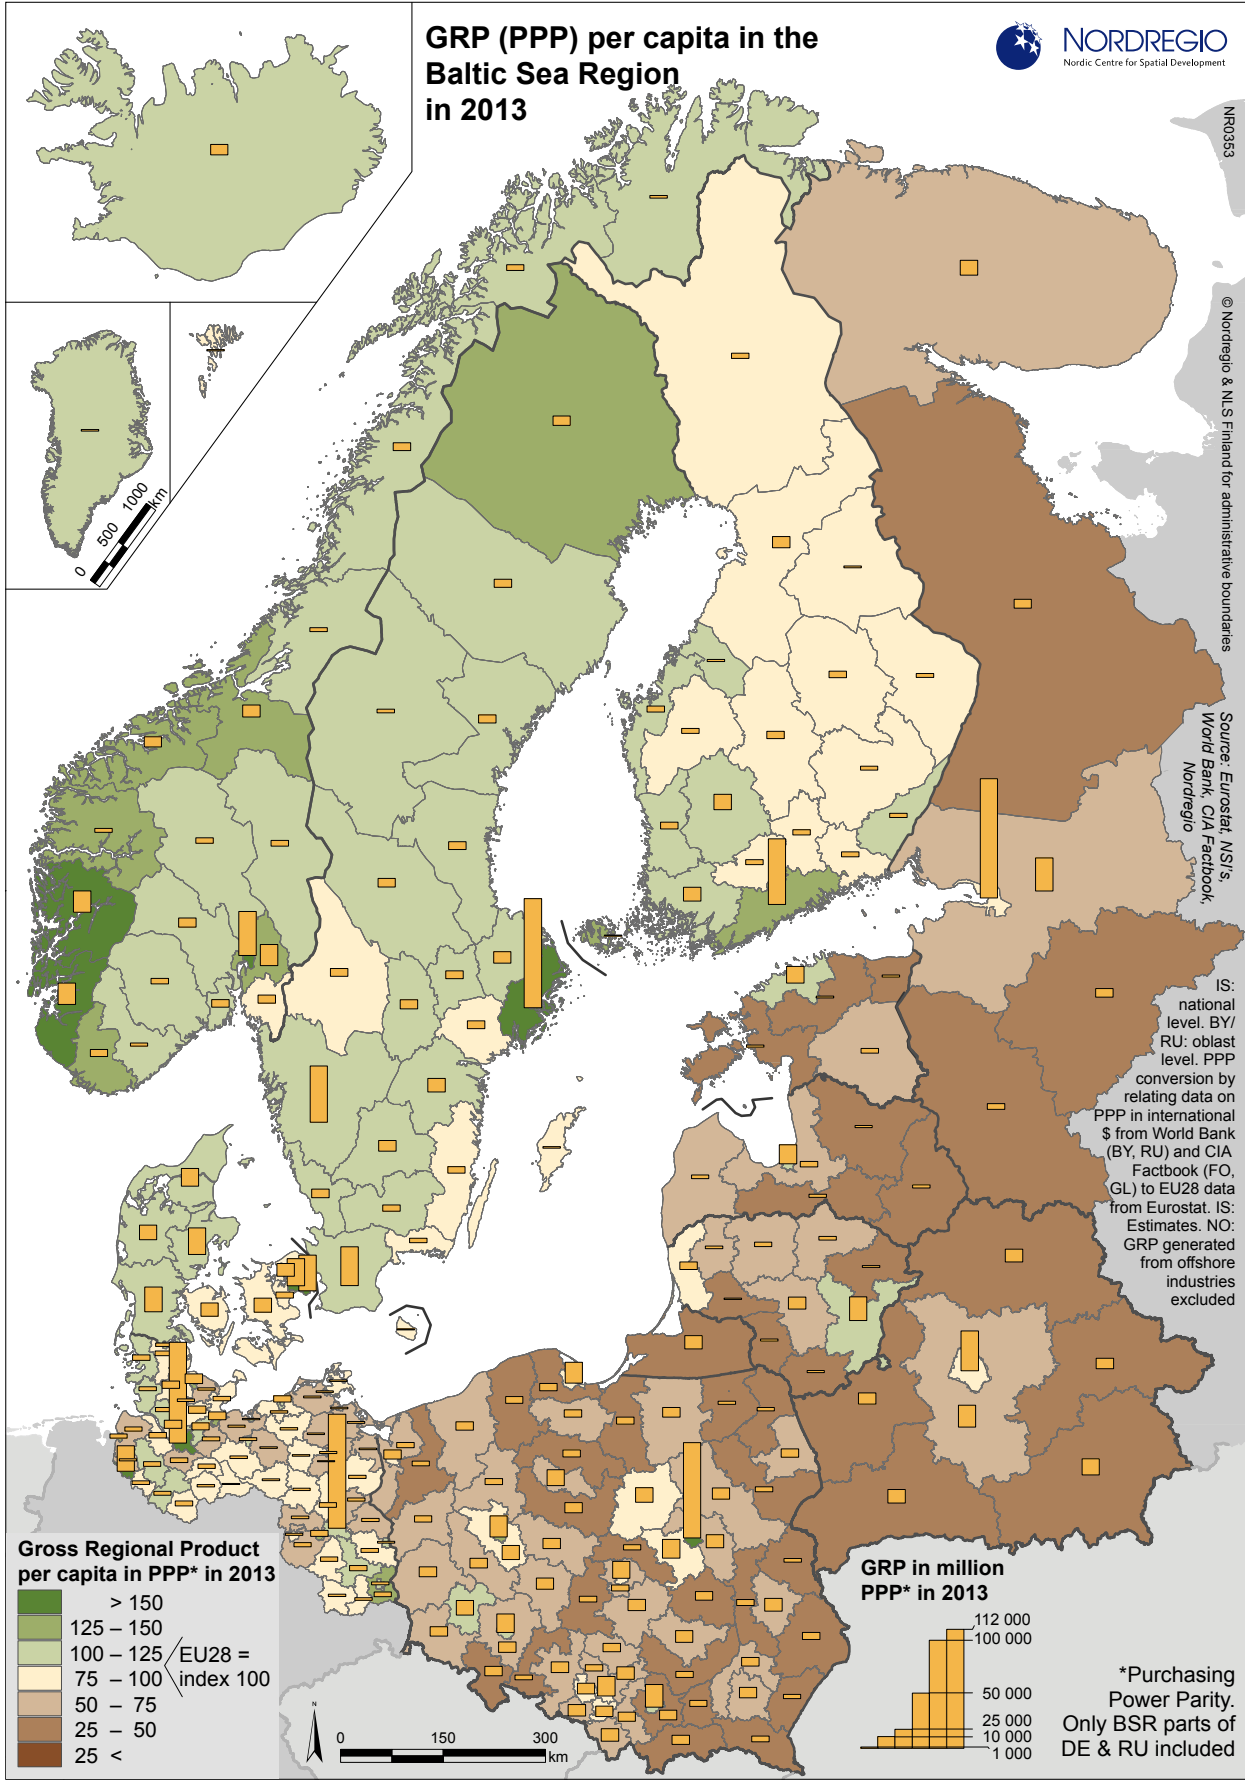 GRP (PPP) per capita in the
Baltic Sea Region
in 2013
NORDREGIO
Nordic Centre for Spatial Development
NR0353
© Nordregio & NLS Finland for administrative boundaries
Source: Eurostat, NSI's,
World Bank, CIA Factbook,
Nordregio
0 500 1000
km
IS:
national
level. BY/
RU: oblast
level. PPP
conversion by
relating data on
PPP in international
$ from World Bank
(BY, RU) and CIA
Factbook (FO,
GL) to EU28 data
from Eurostat. IS:
Estimates. NO:
GRP generated
from offshore
industries
excluded
Gross Regional Product
per capita in PPP* in 2013
> 150
125 – 150
100 – 125
75 – 100
50 – 75
25 – 50
25 <
EU28 =
index 100
N
0 150 300
km
GRP in million
PPP* in 2013
112 000
100 000
50 000
25 000
10 000
1 000
*Purchasing
Power Parity.
Only BSR parts of
DE & RU included